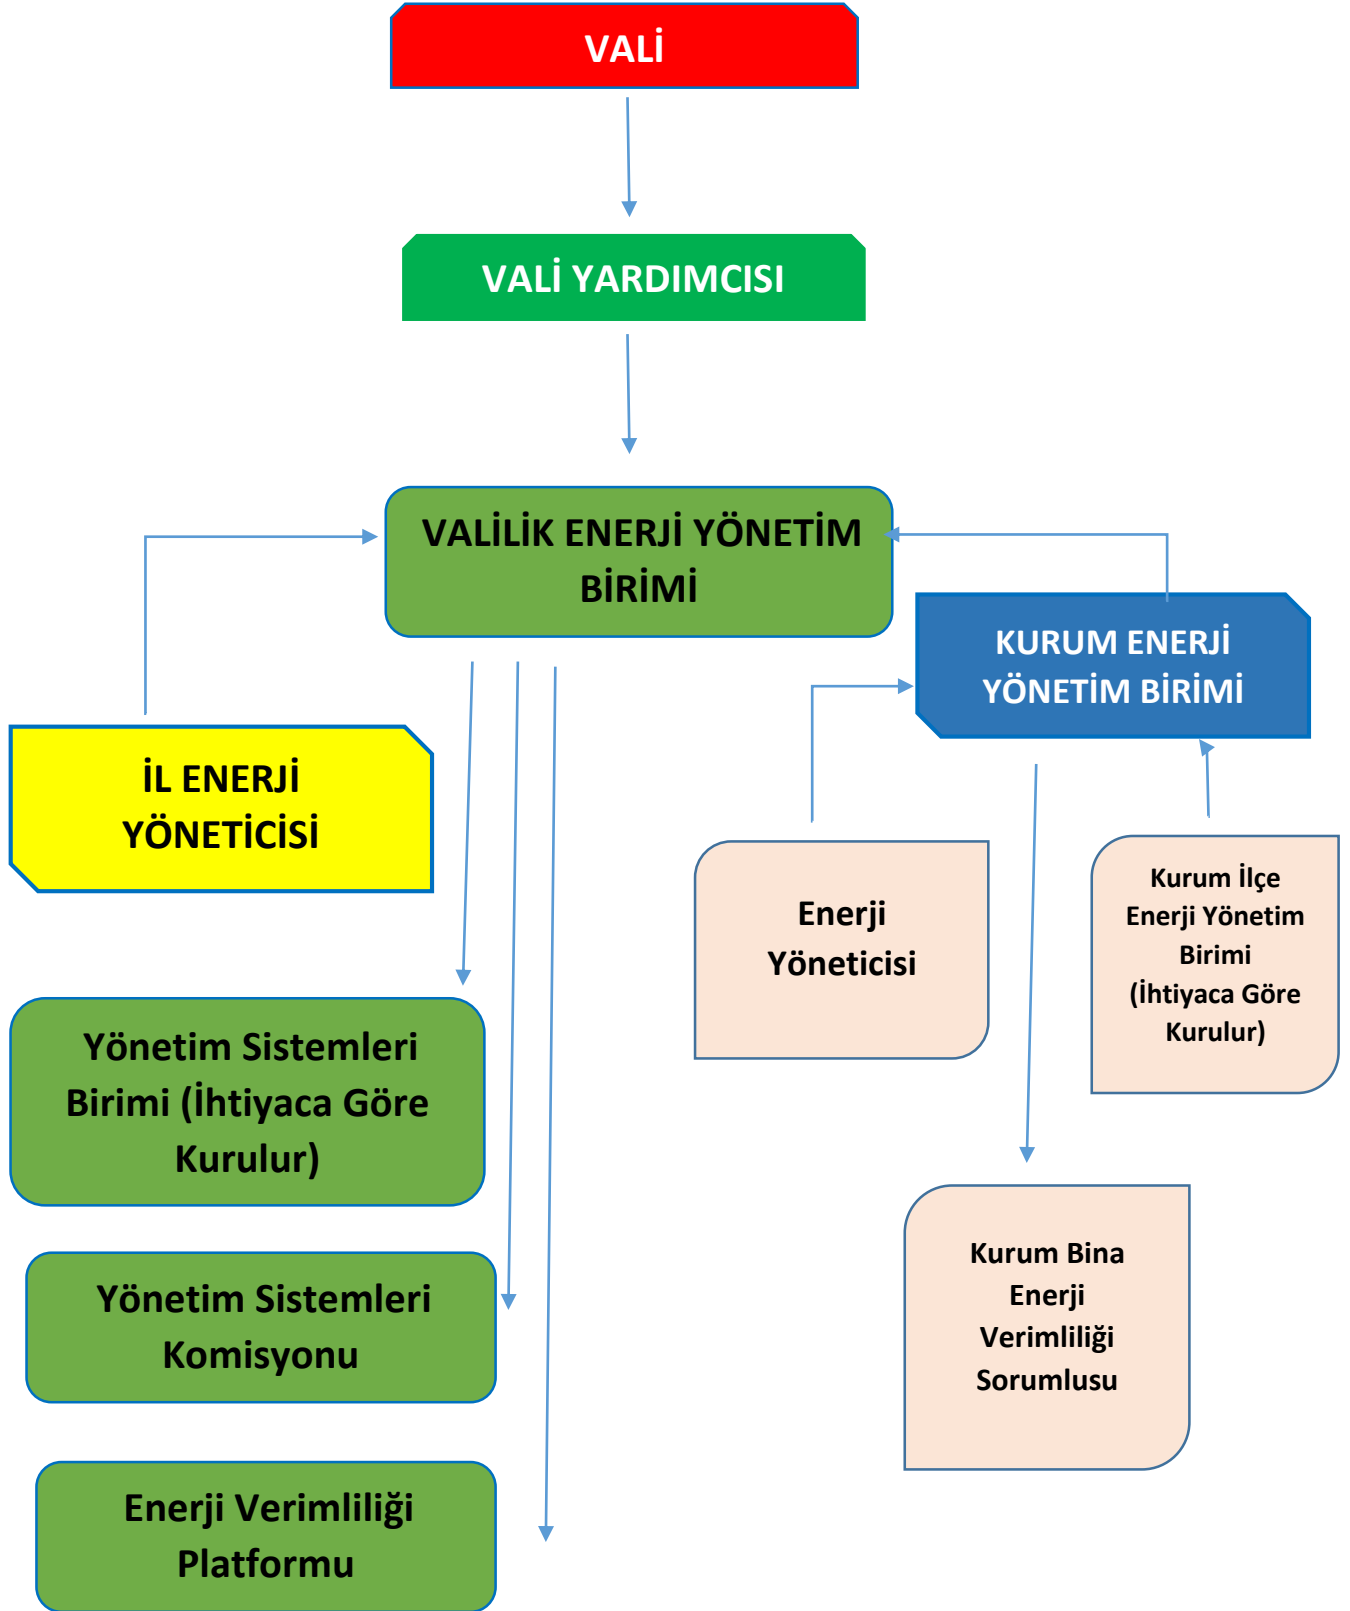 VALİ
VALİ YARDIMCISI
VALİLİK ENERJİ YÖNETİM
BİRİMİ
KURUM ENERJİ
YÖNETİM BİRİMİ
İL ENERJİ
YÖNETİCİSİ
Enerji
Yöneticisi
Kurum İlçe
Enerji Yönetim
Birimi
(İhtiyaca Göre
Kurulur)
Yönetim Sistemleri
Birimi (İhtiyaca Göre
Kurulur)
Kurum Bina
Enerji
Verimliliği
Sorumlusu
Yönetim Sistemleri
Komisyonu
Enerji Verimliliği
Platformu